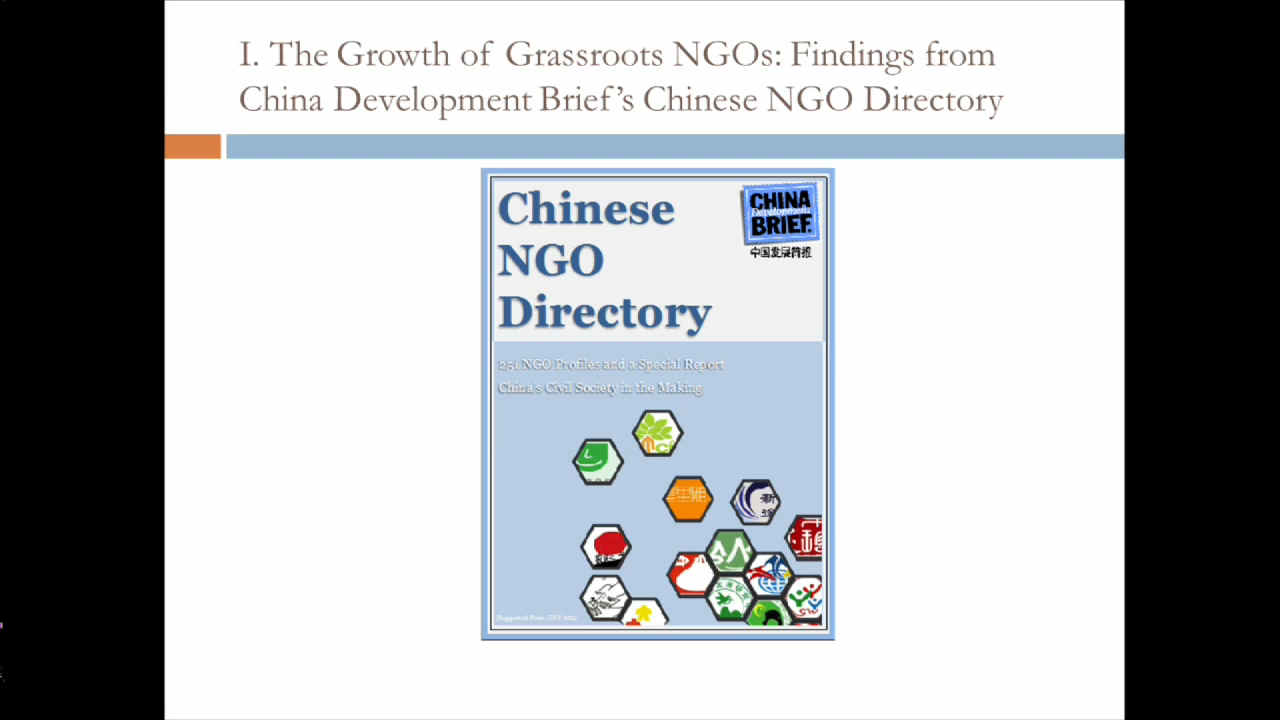 I. The Growth of Grassroots NGOs: Findings from
China Development Brief's Chinese NGO Directory
Chinese
NGO
Directory
CHINA
Development
BRIEF.
中国发展简报
251 NGO Profiles and a Special Report
China's Civil Society in the Making